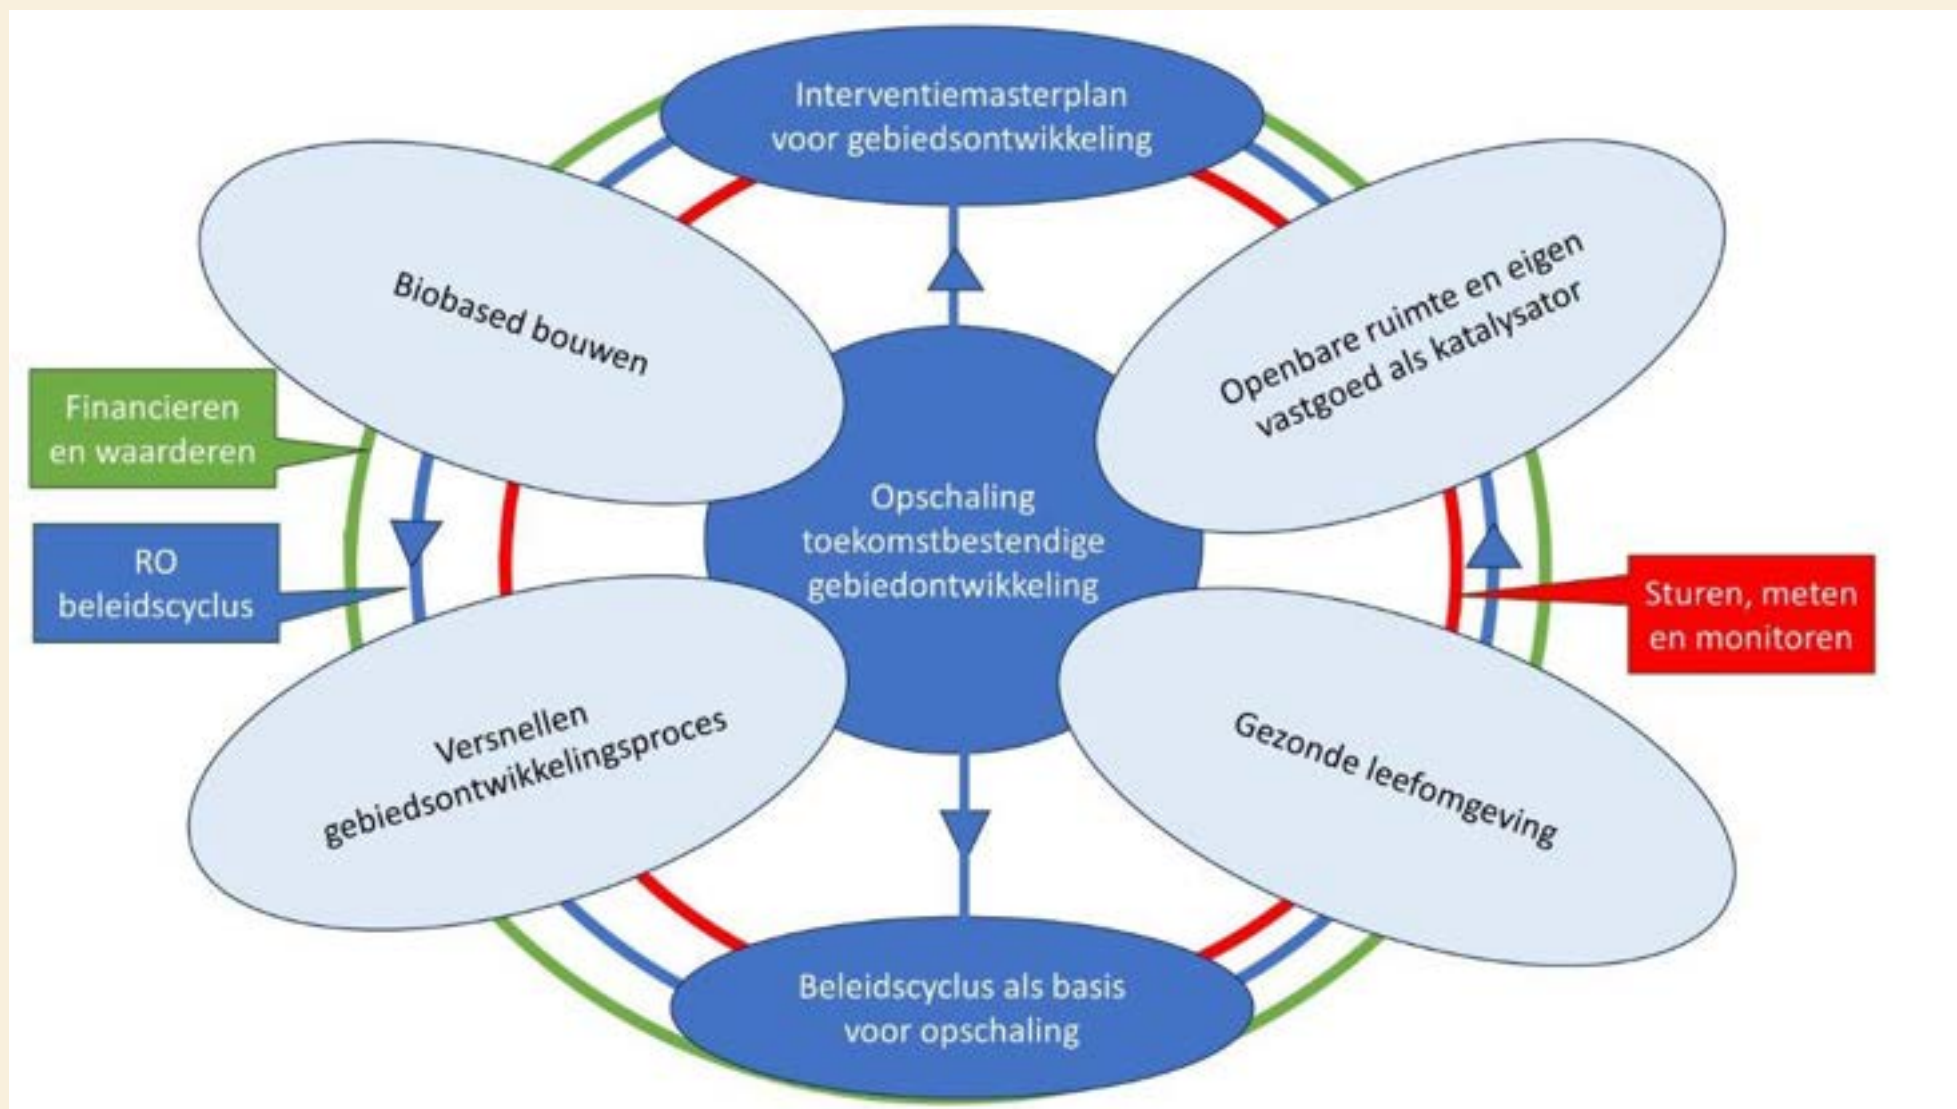 Interventiemasterplan
voor gebiedsontwikkeling
Biobased bouwen
Openbare ruimte en eigen
vastgoed als katalysator
Financieren
en waarderen
RO
beleidscyclus
Opschaling
toekomstbestendige
gebiedontwikkeling
Sturen, meten
en monitoren
Versnellen
gebiedsontwikkelingsproces
Gezonde leefomgeving
Beleidscyclus als basis
voor opschaling